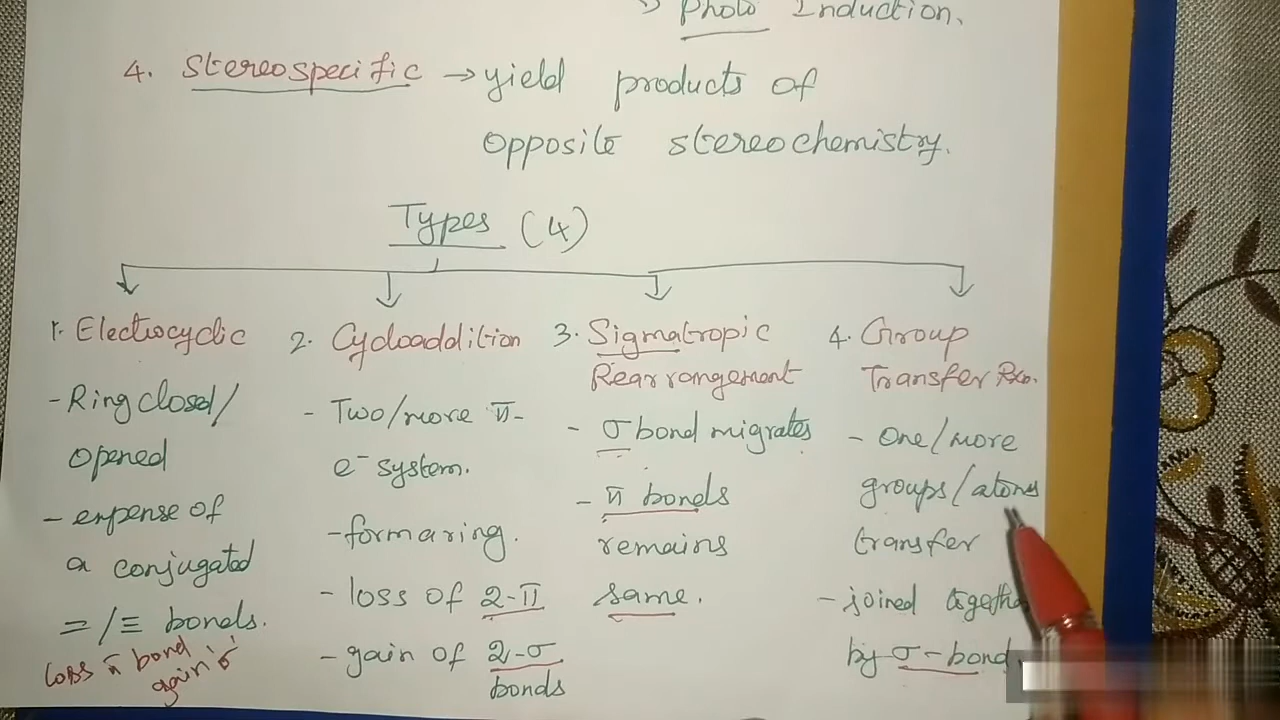 → Photo Induction.
4. Stereospecific → yield products of
opposite stereochemistry.
Types (4)
1. Electrocyclic
- Ring closed/
opened
- expense of
a conjugated
=/≡ bonds.
loss π bond
gain 1 σ
2. Cycloaddition
- Two/more π-
e⁻ system.
- form a ring.
- loss of 2-π
- gain of 2-σ
bonds
3. Sigmatropic
Rearrangement
- σ bond migrates
- π bonds
remains
same.
4. Group
Transfer Rxn.
- One/more
groups/atoms
transfer
- joined together
by σ-bond